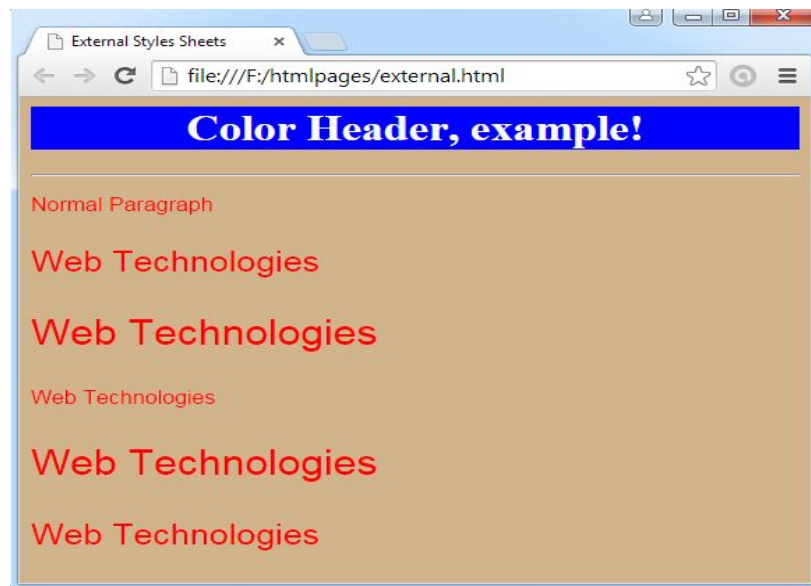 External Styles Sheets
file:///F:/htmlpages/external.html
Color Header, example!
Normal Paragraph
Web Technologies
Web Technologies
Web Technologies
Web Technologies
Web Technologies